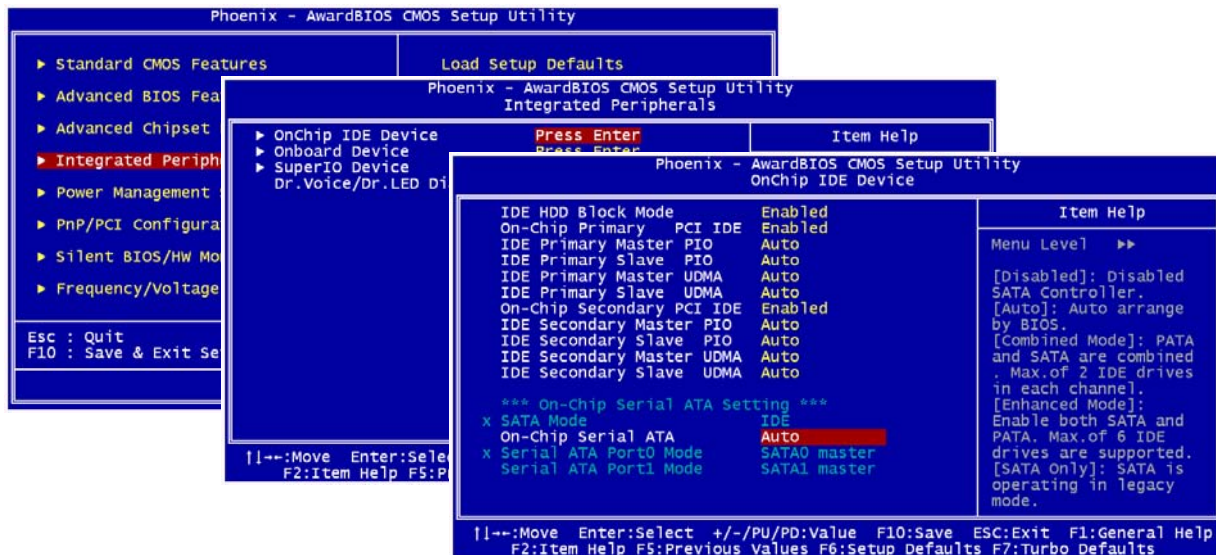 Phoenix - AwardBIOS CMOS Setup Utility
▶ Standard CMOS Features
Load Setup Defaults
▶ Advanced BIOS
▶ Advanced Chipset
▶ Integrated
▶ Power Management
▶ PnP/PCI
▶ Silent BIOS/HW
▶ Frequency/Voltage
Esc : Quit
F10 : Save & Exit
Phoenix - AwardBIOS CMOS Setup Utility
Integrated Peripherals
▶ OnChip IDE Device Press Enter
▶ Onboard Device Press Enter
▶ SuperIO Device
Dr.Voice/Dr.LED
Item Help
↑↓→←:Move Enter:
F2:Item Help
Phoenix - AwardBIOS CMOS Setup Utility
OnChip IDE Device
IDE HDD Block Mode Enabled
On-Chip Primary PCI IDE Enabled
IDE Primary Master PIO Auto
IDE Primary Slave PIO Auto
IDE Primary Master UDMA Auto
IDE Primary Slave UDMA Auto
On-Chip Secondary PCI IDE Enabled
IDE Secondary Master PIO Auto
IDE Secondary Slave PIO Auto
IDE Secondary Master UDMA Auto
IDE Secondary Slave UDMA Auto
*** On-Chip Serial ATA Setting ***
x SATA Mode IDE
On-Chip Serial ATA Auto
x Serial ATA Port0 Mode SATA0 master
Serial ATA Port1 Mode SATA1 master
Item Help
Menu Level ▶▶
[Disabled]: Disabled
SATA Controller.
[Auto]: Auto arrange
by BIOS.
[Combined Mode]: PATA
and SATA are combined
. Max.of 2 IDE drives
in each channel.
[Enhanced Mode]:
Enable both SATA and
PATA. Max.of 6 IDE
drives are supported.
[SATA Only]: SATA is
operating in legacy
mode.
↑↓→←:Move Enter:Select +/-/PU/PD:Value F10:Save ESC:Exit F1:General Help
F2:Item Help F5:Previous Values F6:Setup Defaults F7:Turbo Defaults